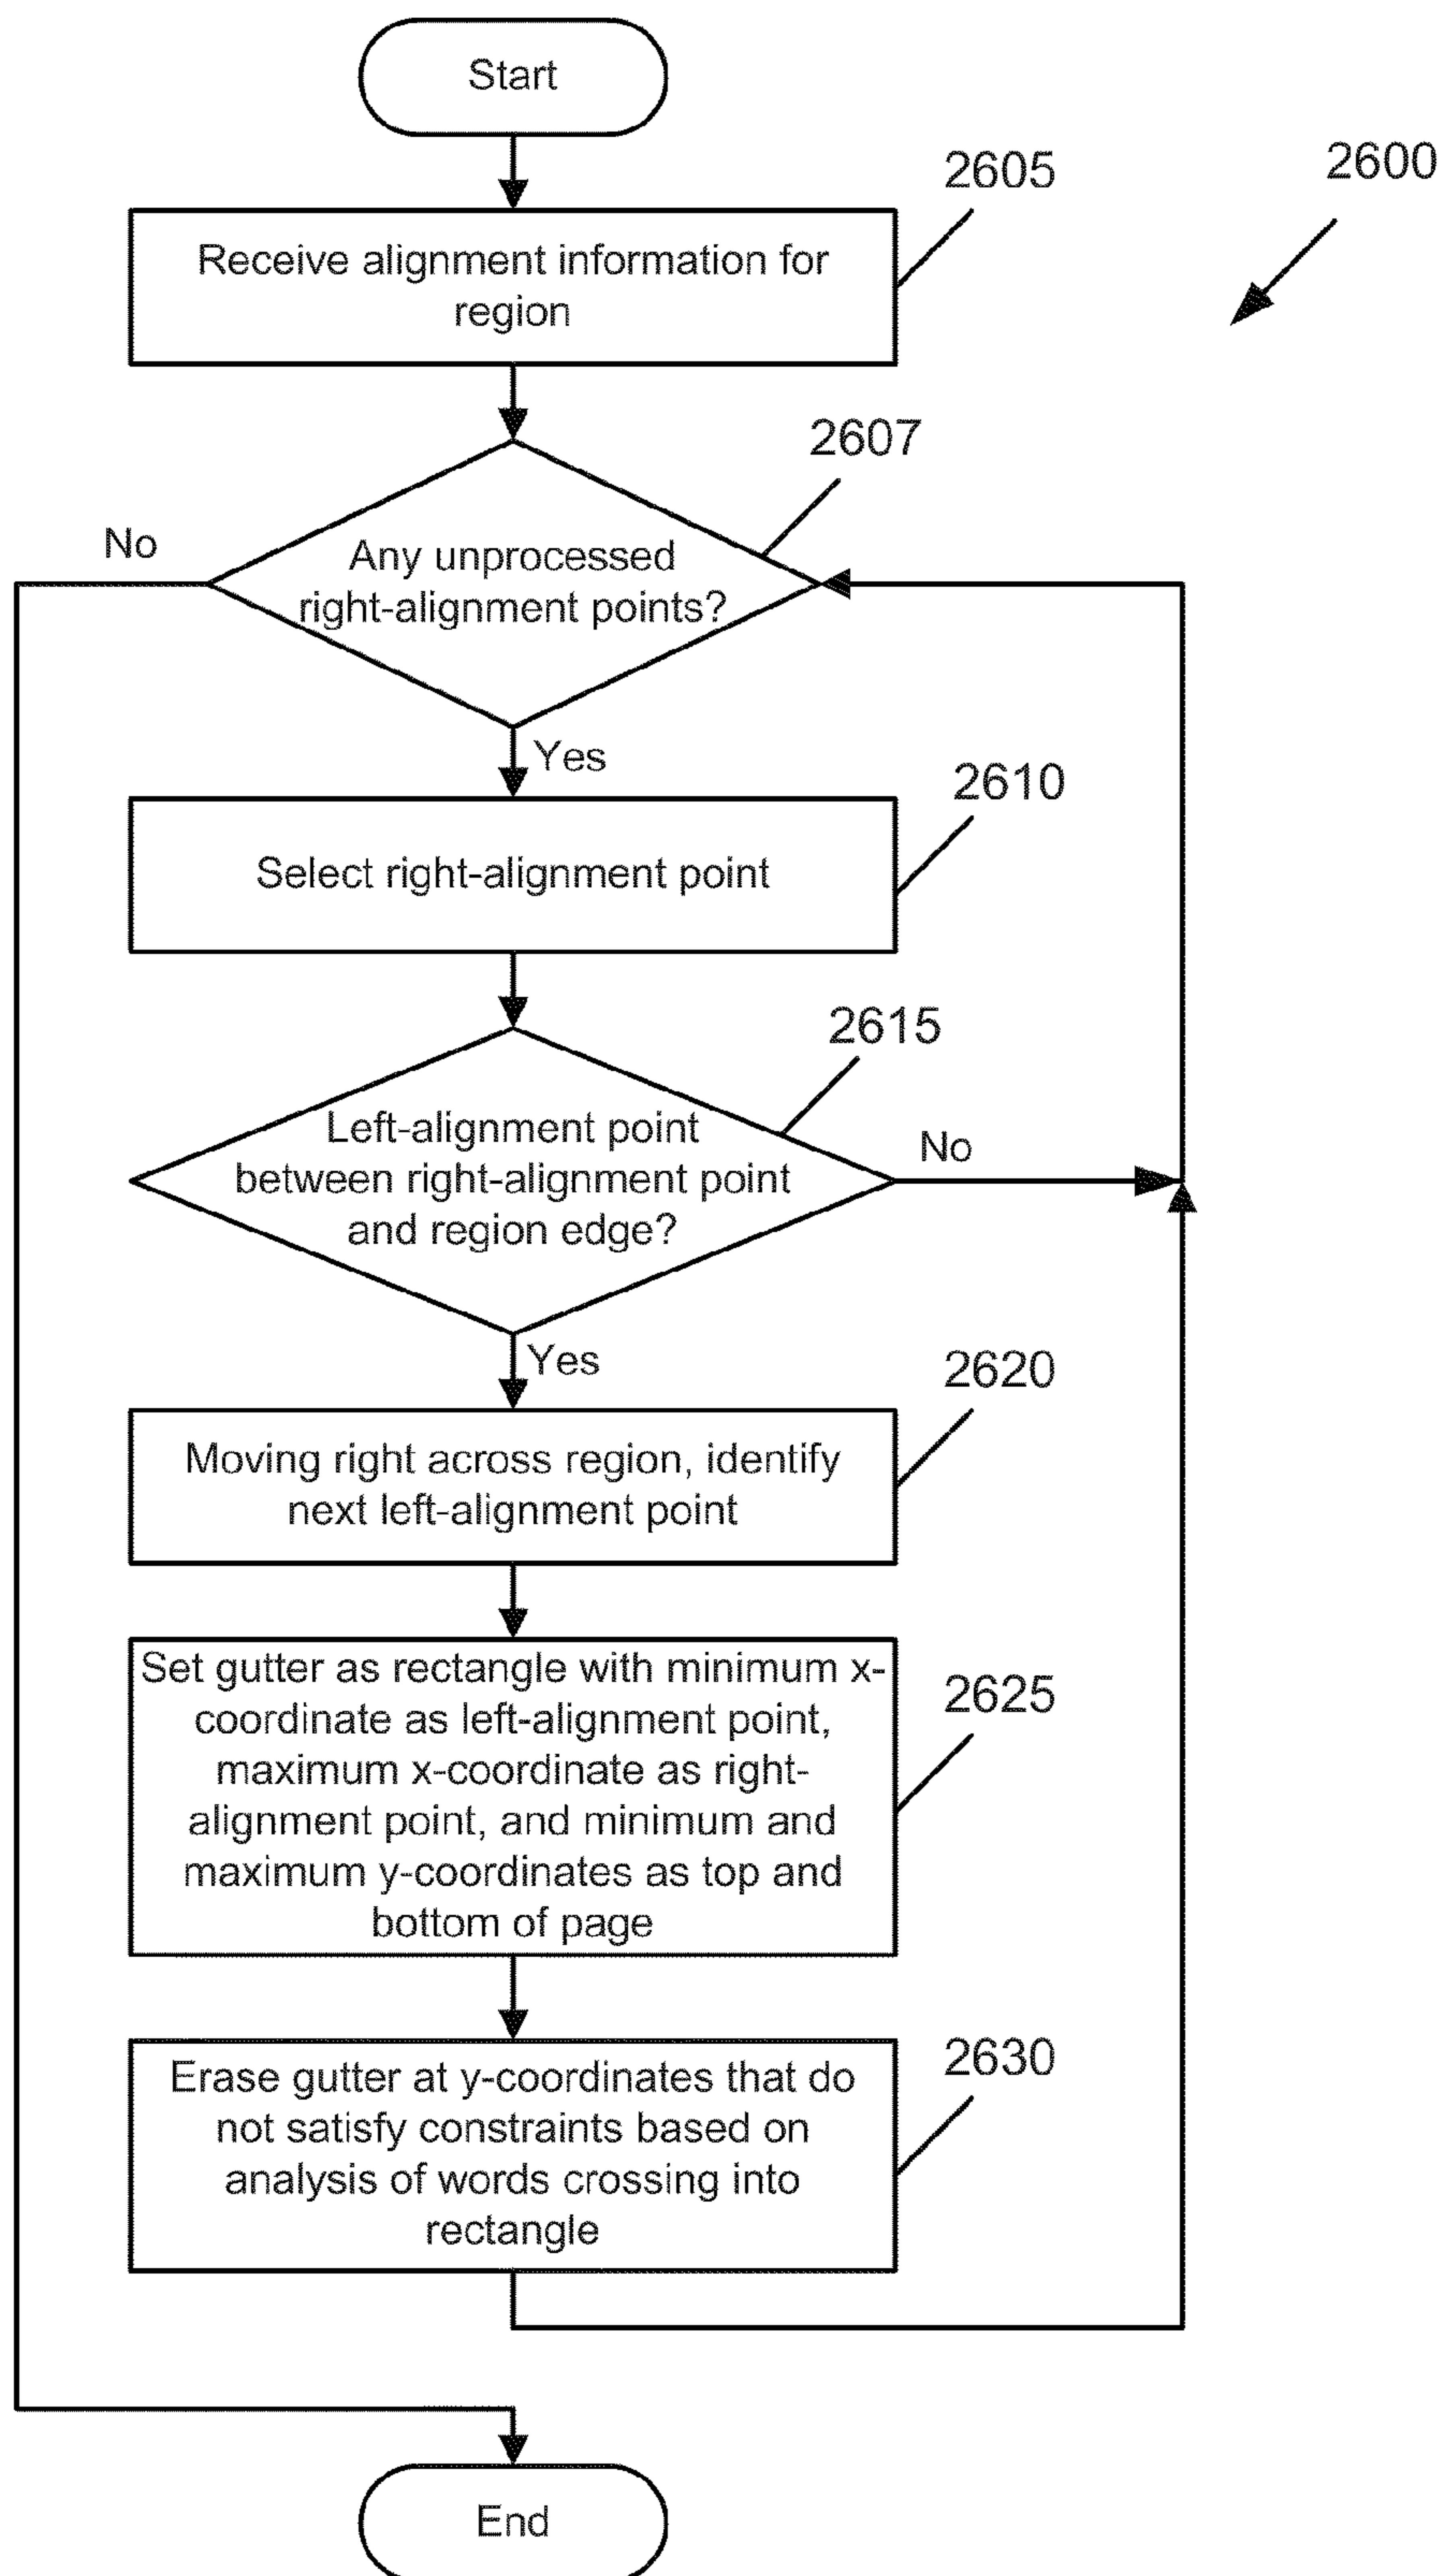 Start
2605
2600
Receive alignment information for
region
2607
No
Any unprocessed
right-alignment points?
Yes
2610
Select right-alignment point
2615
Left-alignment point
between right-alignment point
and region edge?
No
Yes
2620
Moving right across region, identify
next left-alignment point
Set gutter as rectangle with minimum x-
coordinate as left-alignment point,
maximum x-coordinate as right-
alignment point, and minimum and
maximum y-coordinates as top and
bottom of page
2625
Erase gutter at y-coordinates that do
not satisfy constraints based on
analysis of words crossing into
rectangle
2630
End